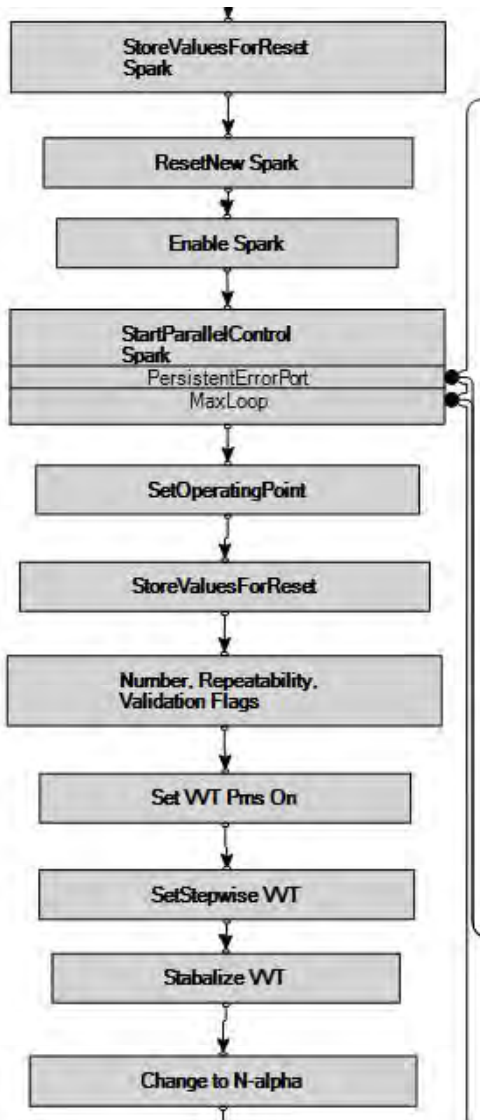 StoreValuesForReset
Spark
ResetNew Spark
Enable Spark
StartParallelControl
Spark
PersistentErrorPort
MaxLoop
SetOperatingPoint
StoreValuesForReset
Number, Repeatability,
Validation Flags
Set VVT Prms On
SetStepwise VVT
Stabalize VVT
Change to N-alpha